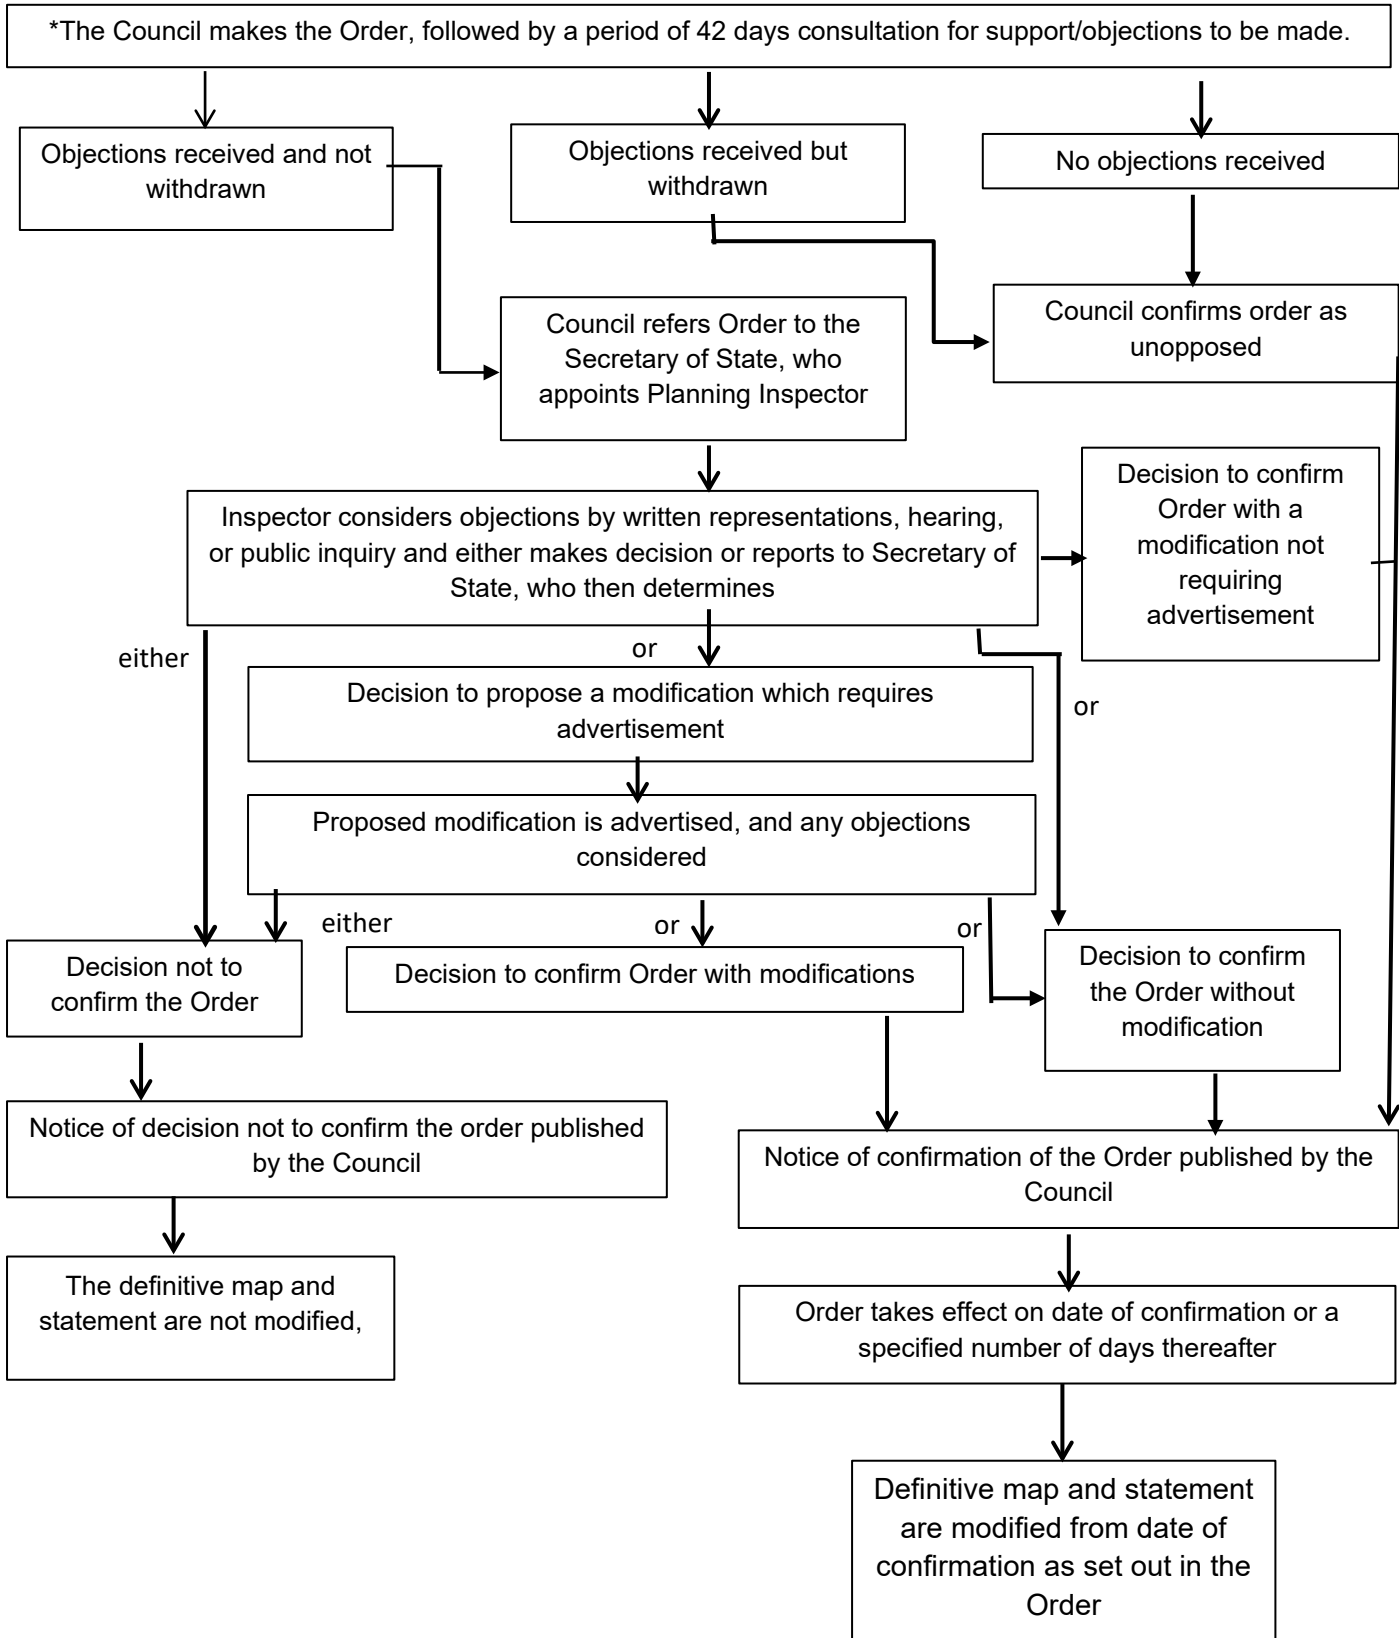 *The Council makes the Order, followed by a period of 42 days consultation for support/objections to be made.
Objections received and not
withdrawn
Objections received but
withdrawn
No objections received
Council refers Order to the
Secretary of State, who
appoints Planning Inspector
Council confirms order as
unopposed
Inspector considers objections by written representations, hearing,
or public inquiry and either makes decision or reports to Secretary of
State, who then determines
Decision to confirm
Order with a
modification not
requiring
advertisement
either
or
or
Decision to propose a modification which requires
advertisement
Proposed modification is advertised, and any objections
considered
either
or
or
Decision not to
confirm the Order
Decision to confirm Order with modifications
Decision to confirm
the Order without
modification
Notice of decision not to confirm the order published
by the Council
Notice of confirmation of the Order published by the
Council
The definitive map and
statement are not modified,
Order takes effect on date of confirmation or a
specified number of days thereafter
Definitive map and statement
are modified from date of
confirmation as set out in the
Order